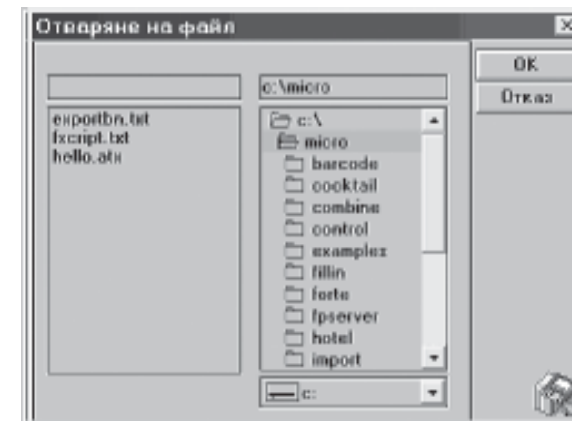 Отваряне на файл
OK
Отказ
c:\micro
exportbn.txt
fxcript.txt
hello.atx
c:\
micro
barcode
cocktail
combine
control
examplez
fillin
forte
fpserver
hotel
import
c: